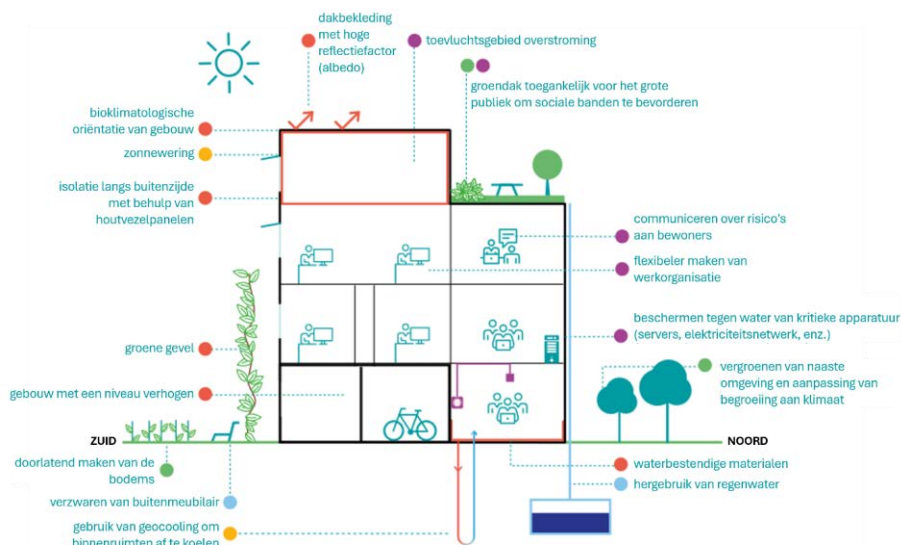 dakbekleding
met hoge
reflectiefactor
(albedo)
toevluchtsgebied overstroming
groendak toegankelijk voor het grote
publiek om sociale banden te bevorderen
bioklimatologische
oriëntatie van gebouw
zonnewering
isolatie langs buitenzijde
met behulp van
houtvezelpanelen
communiceren over risico's
aan bewoners
flexibeler maken van
werkorganisatie
beschermen tegen water van kritieke apparatuur
(servers, elektriciteitsnetwerk, enz.)
groene gevel
vergroenen van naaste
omgeving en aanpassing van
begroeiing aan klimaat
gebouw met een niveau verhogen
ZUID
NOORD
doorlatend maken van de
bodems
waterbestendige materialen
verzwaren van buitenmeubilair
hergebruik van regenwater
gebruik van geocooling om
binnenruimten af te koelen